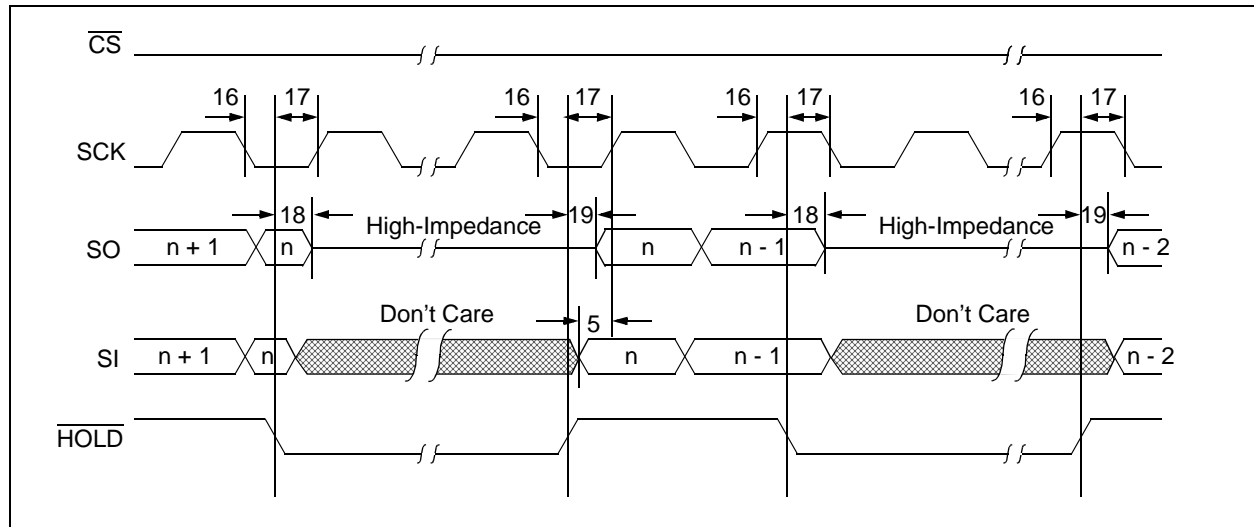 CS
16 17 16 17 16 17 16 17
SCK
18 High-Impedance 19 18 High-Impedance 19
SO n + 1 n n n - 1 n - 2
Don't Care 5 Don't Care
SI n + 1 n n n - 1 n - 2
HOLD